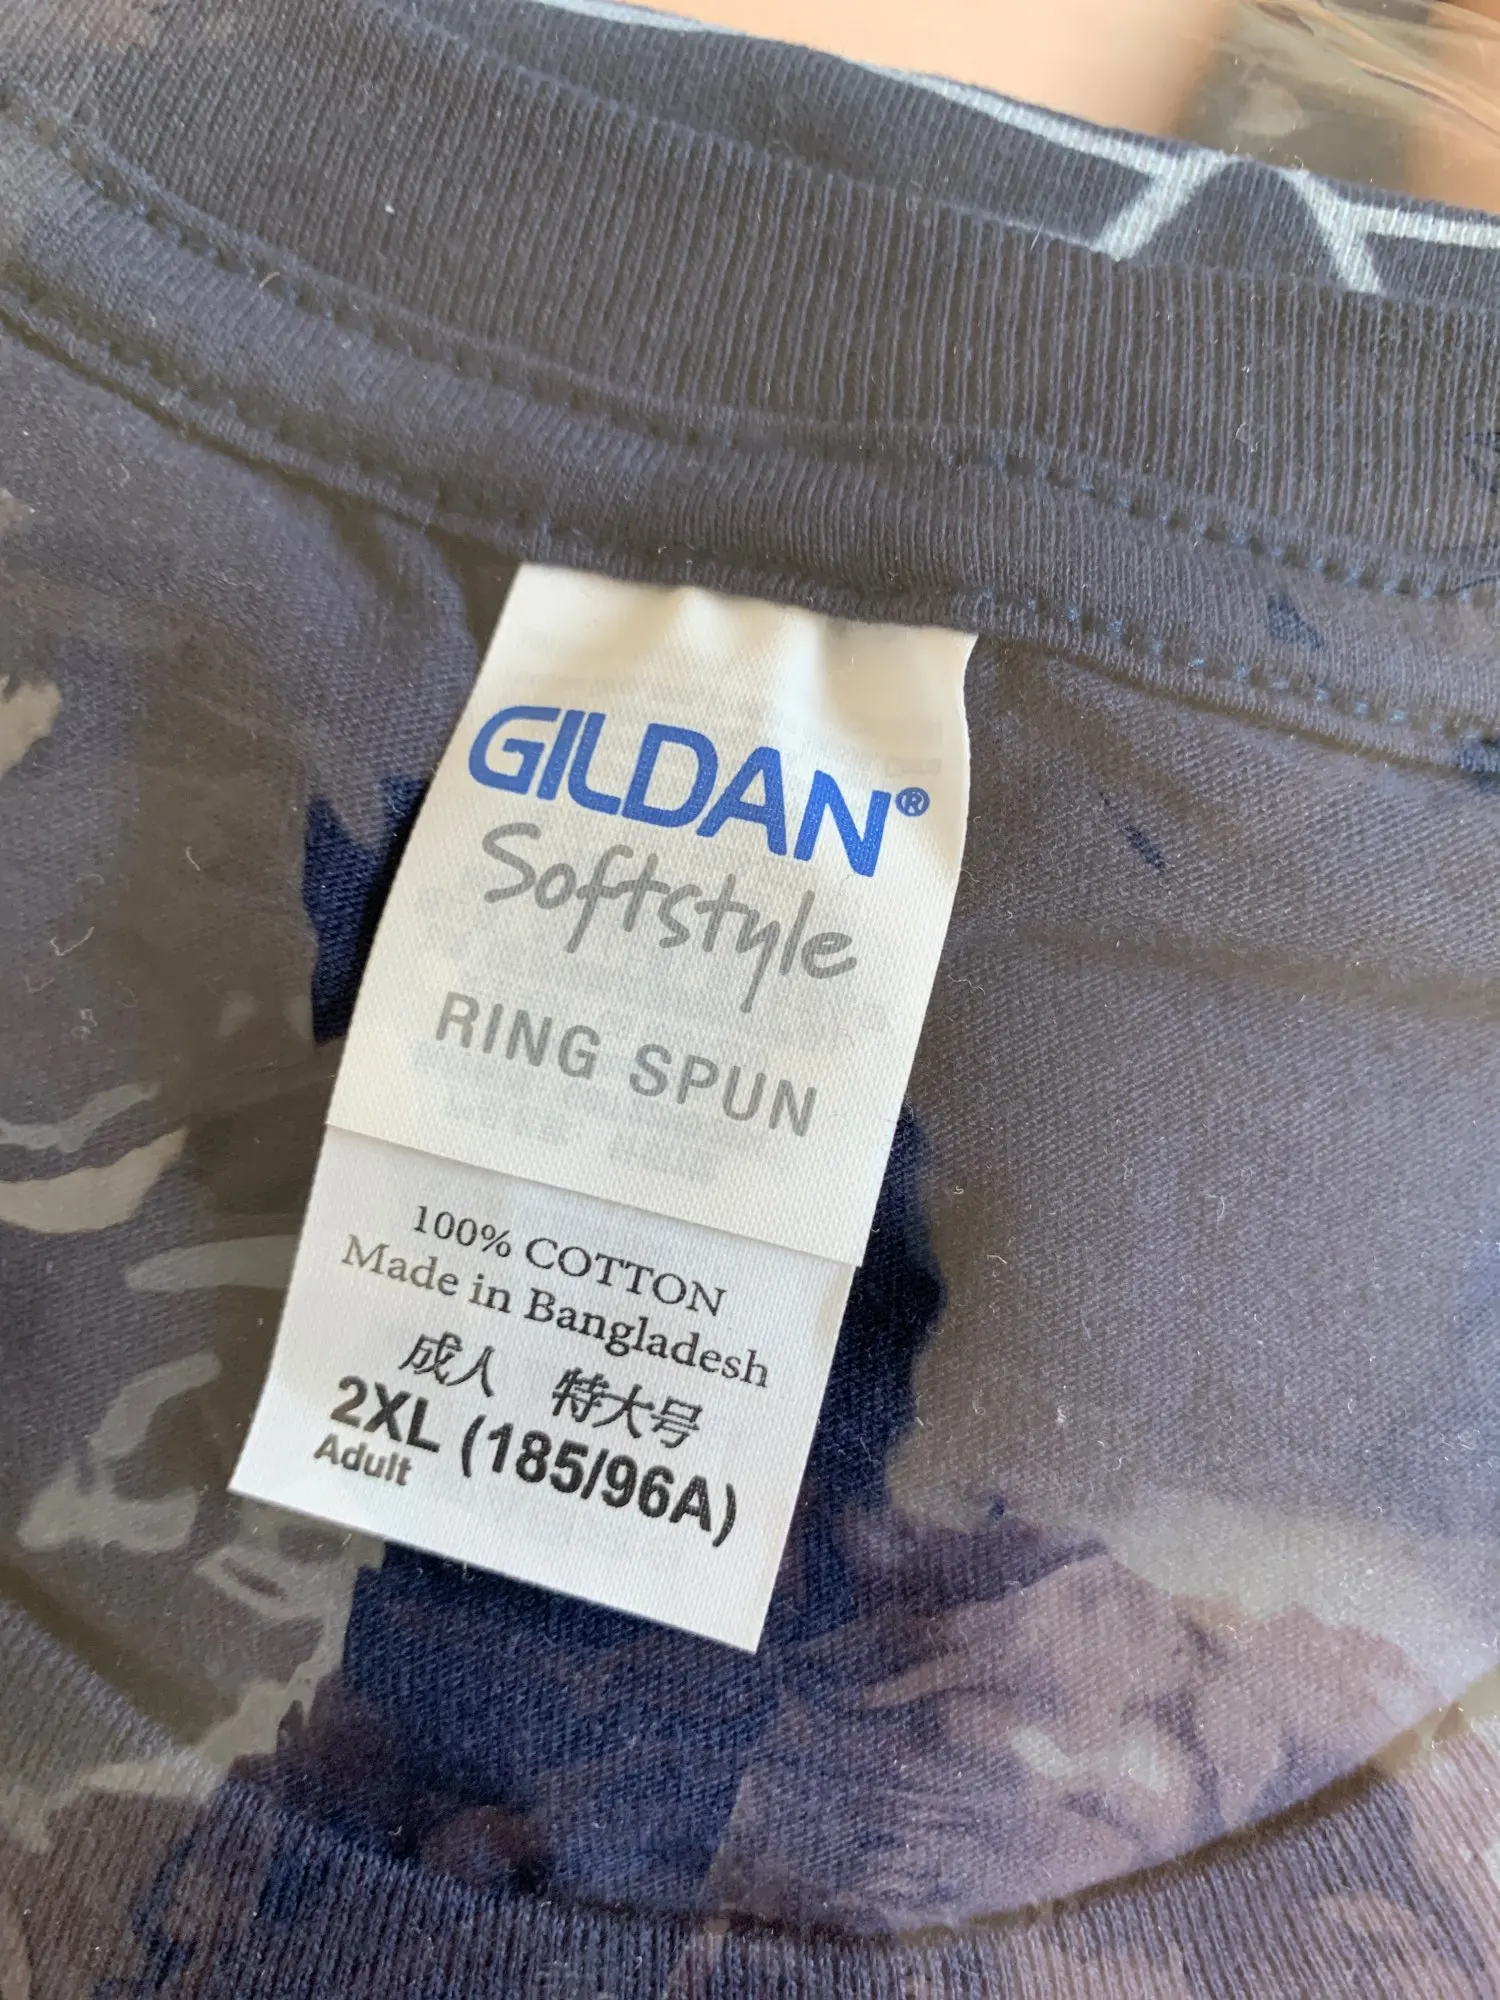 GILDAN®
Softstyle
RING SPUN
100% COTTON
Made in Bangladesh
成人 特大号
2XL (185/96A)
Adult